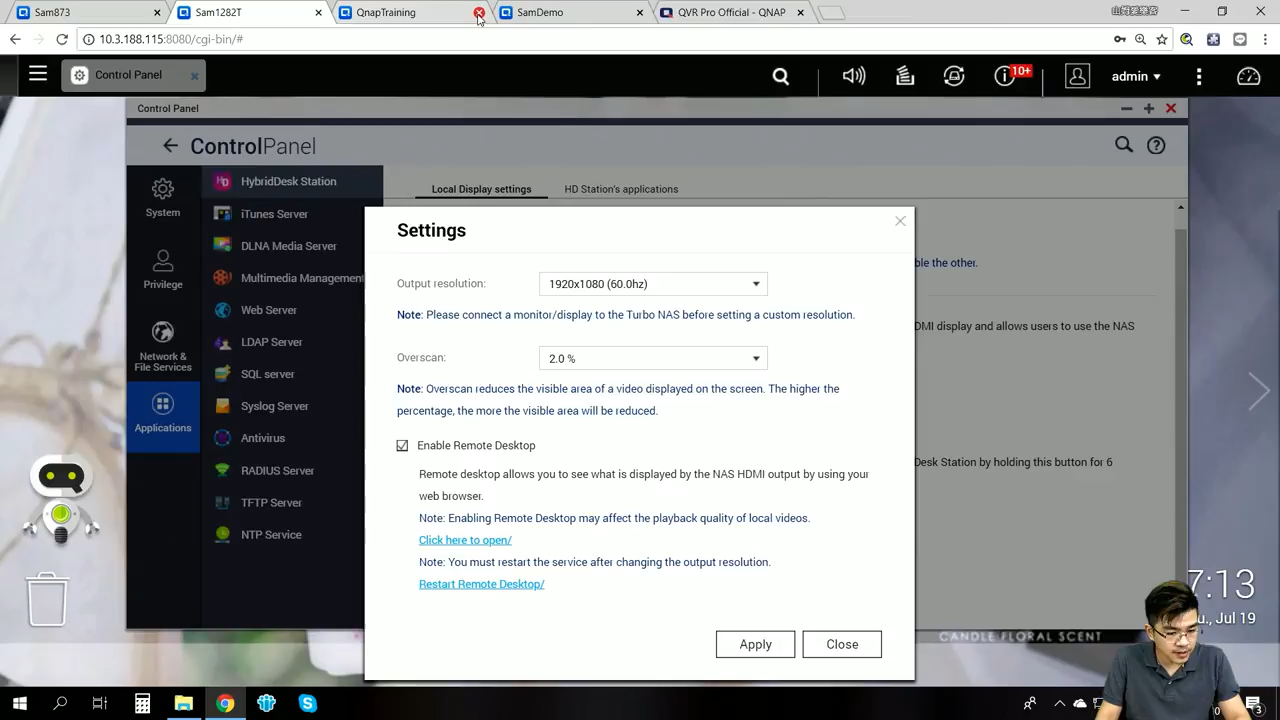 Sam873
Sam1282T
QnapTraining
SamDemo
QVR Pro Official - QNAP
10.3.188.115:8080/cgi-bin/#
Control Panel
10+
admin
Control Panel
ControlPanel
System
Privilege
Network &
File Services
Applications
HybridDesk Station
iTunes Server
DLNA Media Server
Multimedia Management
Web Server
LDAP Server
SQL server
Syslog Server
Antivirus
RADIUS Server
TFTP Server
NTP Service
Local Display settings
HD Station's applications
ble the other.
DMI display and allows users to use the NAS
Desk Station by holding this button for 6
Settings
Output resolution:
1920x1080 (60.0hz)
Note: Please connect a monitor/display to the Turbo NAS before setting a custom resolution.
Overscan:
2.0 %
Note: Overscan reduces the visible area of a video displayed on the screen. The higher the
percentage, the more the visible area will be reduced.
Enable Remote Desktop
Remote desktop allows you to see what is displayed by the NAS HDMI output by using your
web browser.
Note: Enabling Remote Desktop may affect the playback quality of local videos.
Click here to open/
Note: You must restart the service after changing the output resolution.
Restart Remote Desktop/
Apply
Close
7:13
u., Jul 19
CANDLE FLORAL SCENT
3